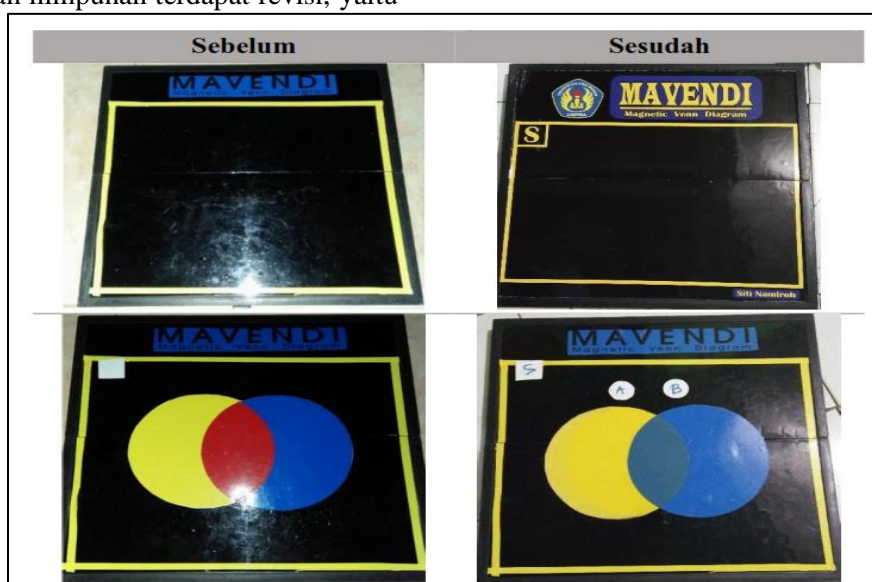 an himpunan terdapat revisi, yaitu
Sebelum
Sesudah
MAVENDI
Magnetic Venn Diagram
MAVENDI
Magnetic Venn Diagram
S
Siti Namiroh
MAVENDI
Magnetic Venn Diagram
MAVENDI
Magnetic Venn Diagram
S
A
B